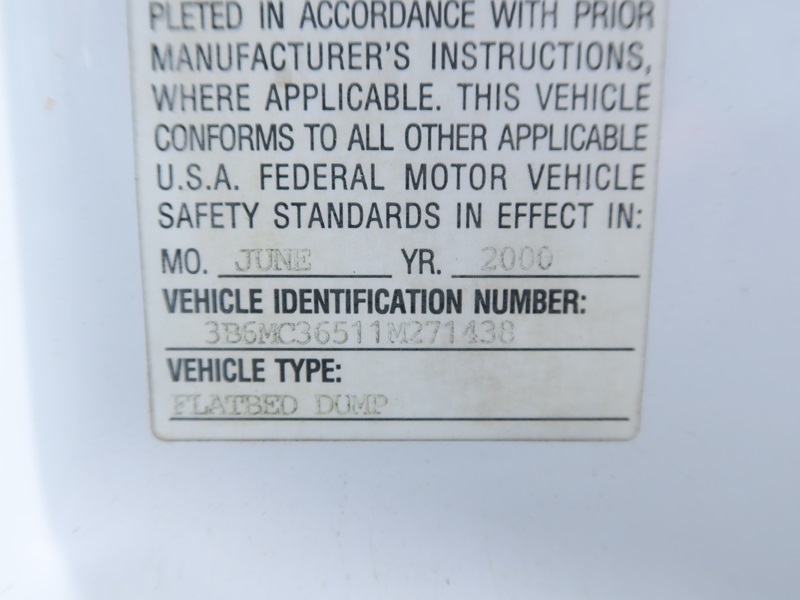 PLETED IN ACCORDANCE WITH PRIOR
MANUFACTURER'S INSTRUCTIONS,
WHERE APPLICABLE. THIS VEHICLE
CONFORMS TO ALL OTHER APPLICABLE
U.S.A. FEDERAL MOTOR VEHICLE
SAFETY STANDARDS IN EFFECT IN:
MO. JUNE YR. 2000
VEHICLE IDENTIFICATION NUMBER:
3B6MC36511M271438
VEHICLE TYPE:
FLATBED DUMP